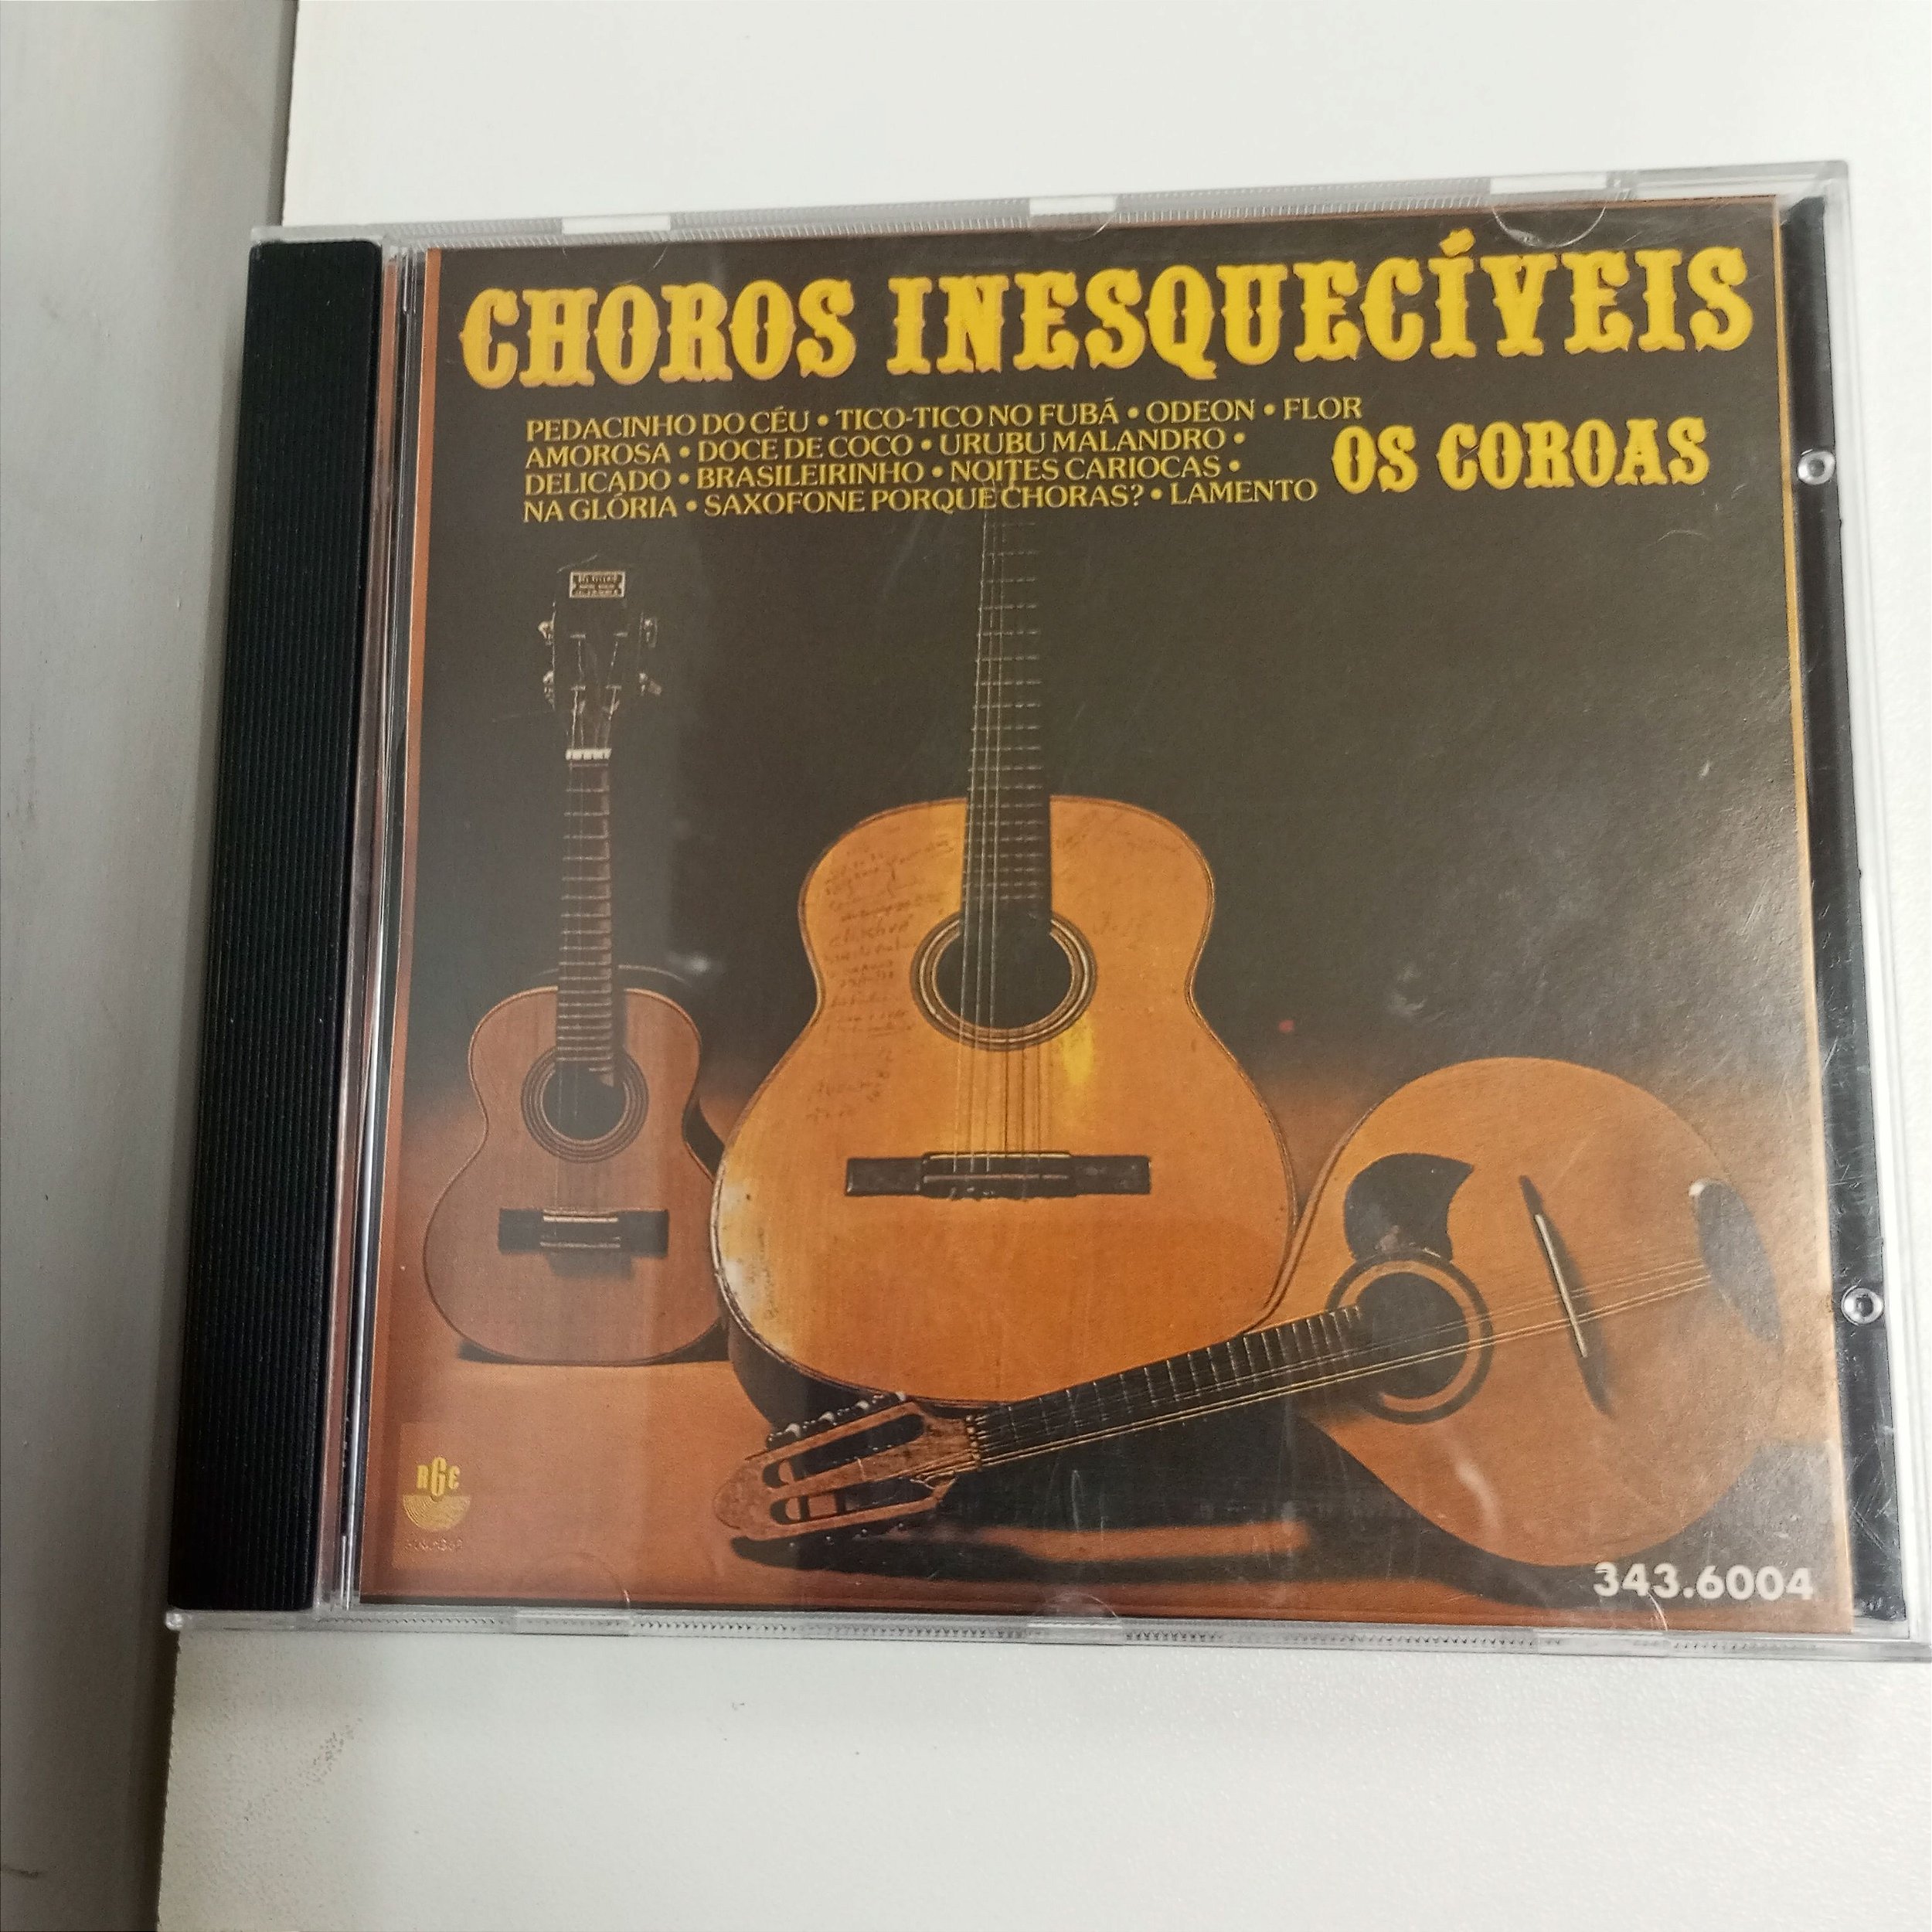 CHOROS INESQUECÍVEIS
PEDACINHO DO CÉU • TICO-TICO NO FUBÁ • ODEON • FLOR
AMOROSA • DOCE DE COCO • URUBU MALANDRO •
DELICADO • BRASILEIRINHO • NOITES CARIOCAS •
NA GLÓRIA • SAXOFONE PORQUE CHORAS? • LAMENTO
OS COROAS
RGE
343.6004